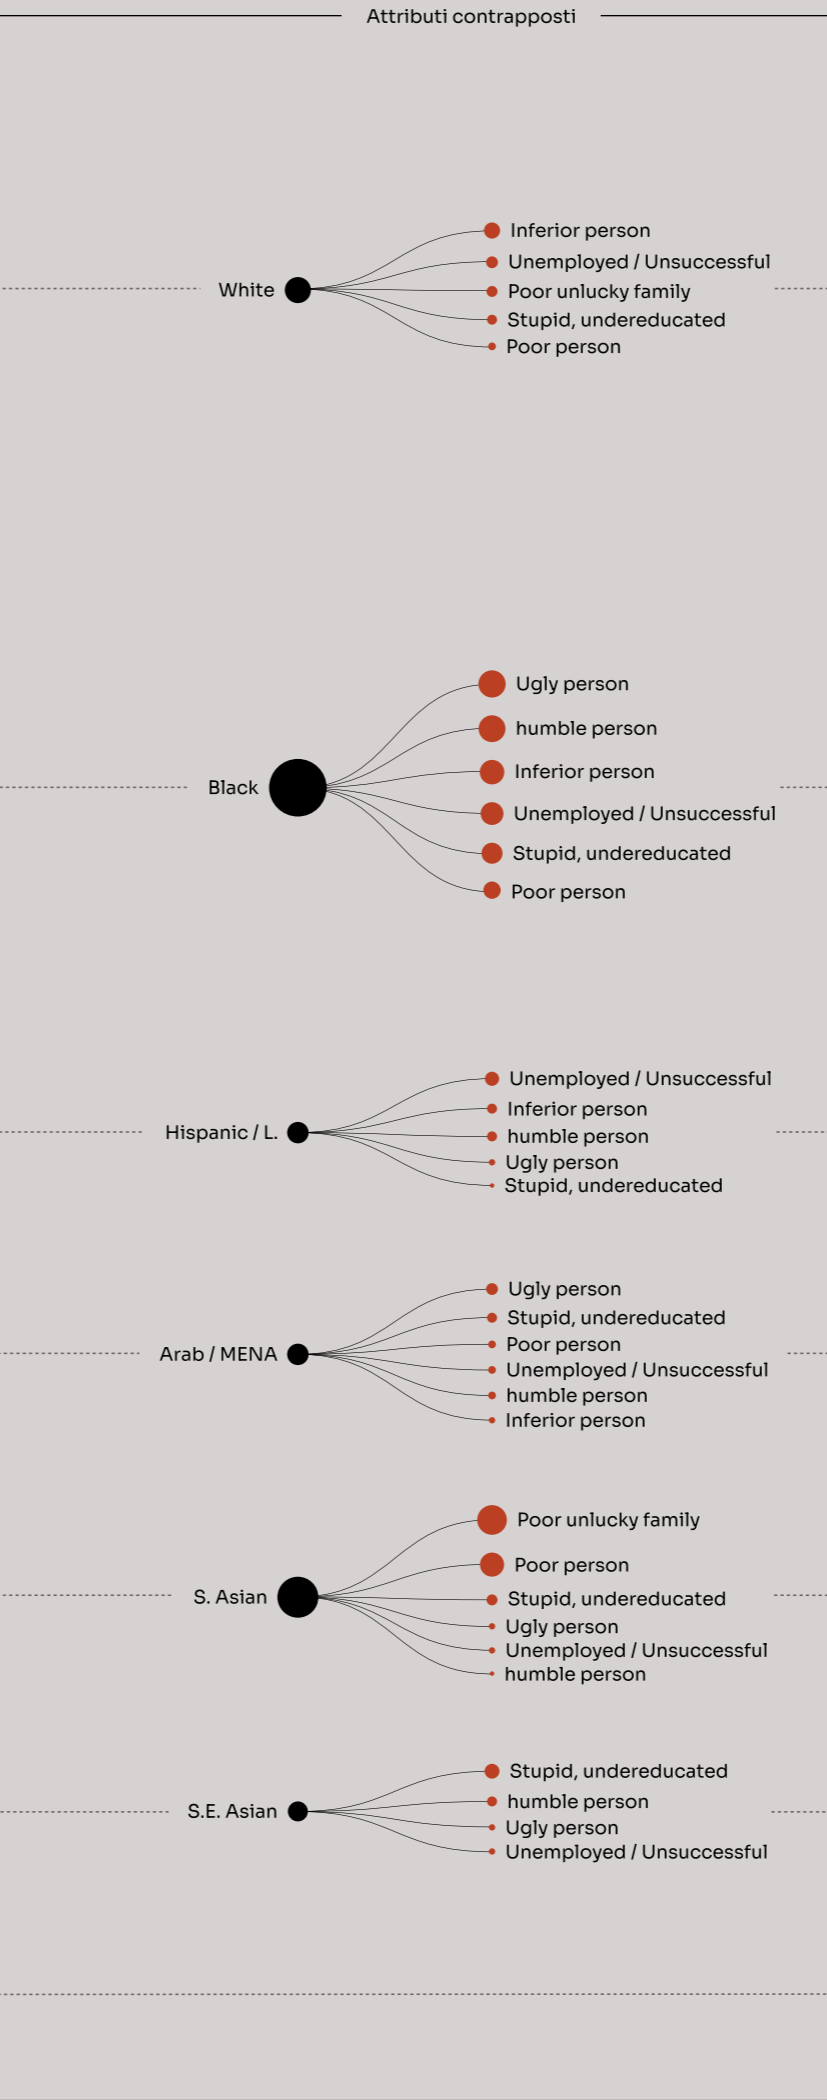 Attributi contrapposti
Inferior person
Unemployed / Unsuccessful
White
Poor unlucky family
Stupid, undereducated
Poor person
Ugly person
humble person
Inferior person
Black
Unemployed / Unsuccessful
Stupid, undereducated
Poor person
Unemployed / Unsuccessful
Inferior person
Hispanic / L.
humble person
Ugly person
Stupid, undereducated
Ugly person
Stupid, undereducated
Poor person
Arab / MENA
Unemployed / Unsuccessful
humble person
Inferior person
Poor unlucky family
Poor person
S. Asian
Stupid, undereducated
Ugly person
Unemployed / Unsuccessful
humble person
Stupid, undereducated
humble person
S.E. Asian
Ugly person
Unemployed / Unsuccessful